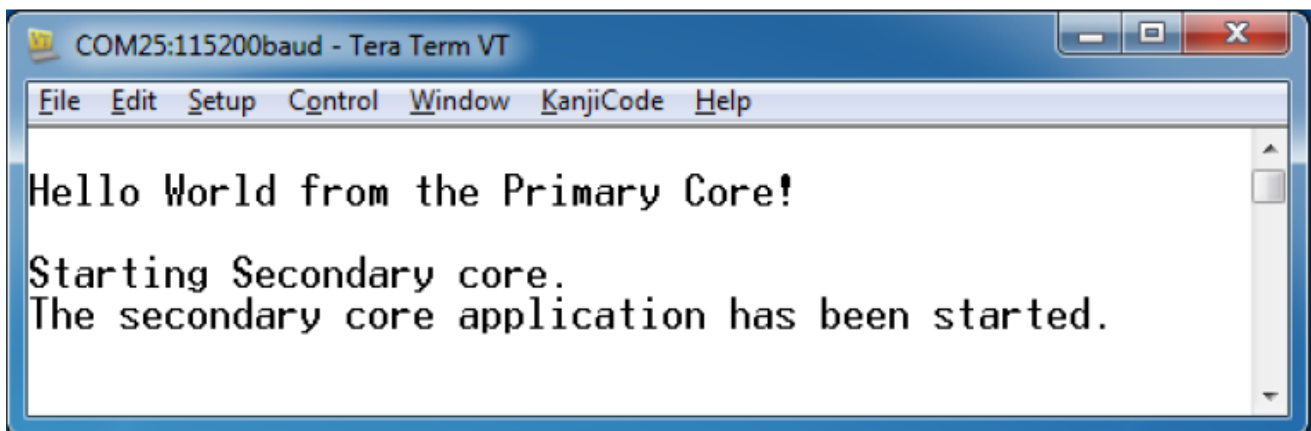 COM25:115200baud - Tera Term VT
File Edit Setup Control Window KanjiCode Help
Hello World from the Primary Core!
Starting Secondary core.
The secondary core application has been started.